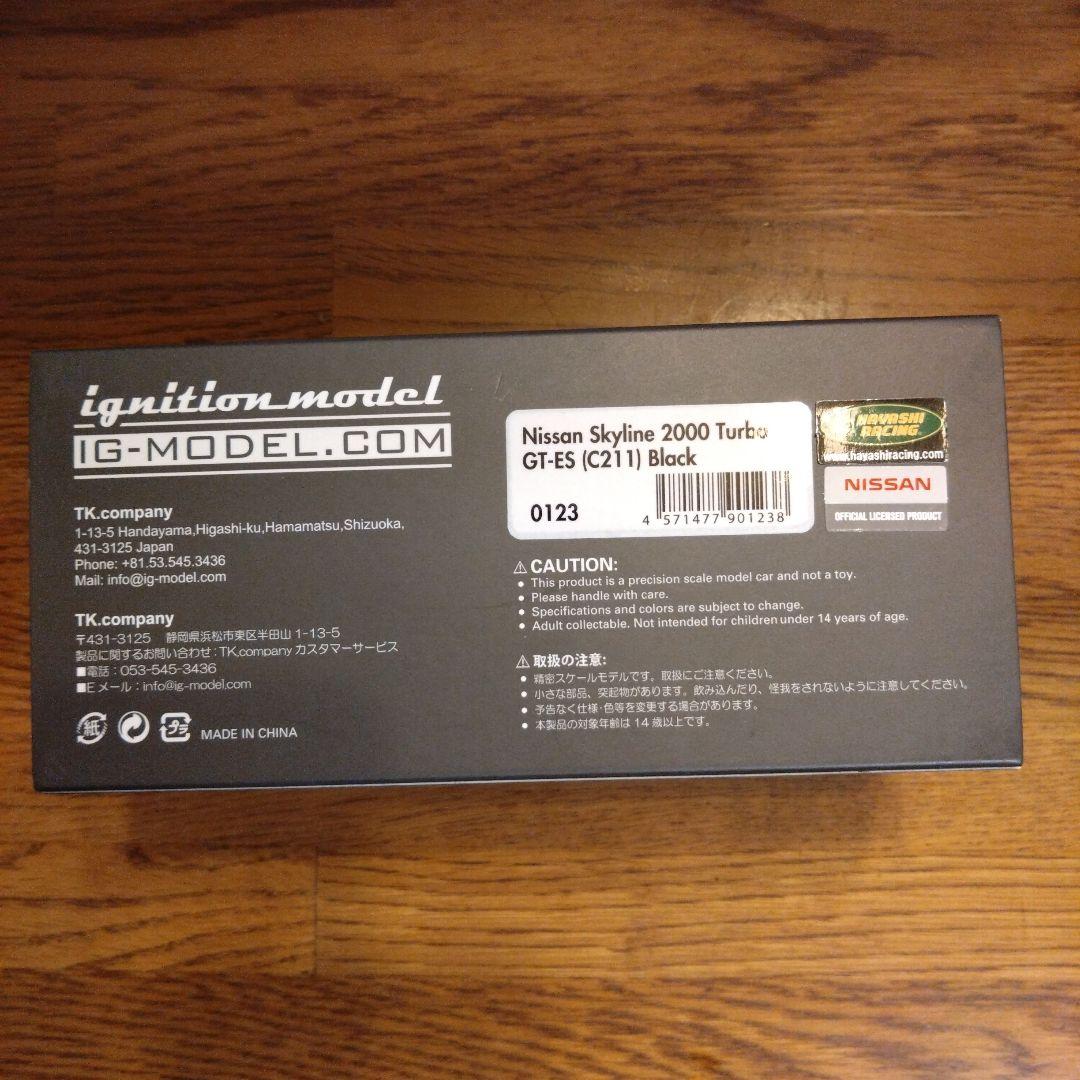 ignition model
IG-MODEL.COM
TK.company
1-13-5 Handayama,Higashi-ku,Hamamatsu,Shizuoka,
431-3125 Japan
Phone: +81.53.545.3436
Mail: info@ig-model.com
TK.company
〒431-3125 静岡県浜松市東区半田山 1-13-5
製品に関するお問い合わせ：TK.company カスタマーサービス
■電話：053-545-3436
■E メール：info@ig-model.com
紙 プラ MADE IN CHINA
Nissan Skyline 2000 Turbo
GT-ES (C211) Black
0123
4 571477 901238
HAYASHI
RACING
www.hayashiracing.com
NISSAN
OFFICIAL LICENSED PRODUCT
⚠ CAUTION:
● This product is a precision scale model car and not a toy.
● Please handle with care.
● Specifications and colors are subject to change.
● Adult collectable. Not intended for children under 14 years of age.
⚠ 取扱の注意:
● 精密スケールモデルです。取扱にご注意ください。
● 小さな部品、突起物があります。飲み込んだり、怪我をされないように注意してください。
● 予告なく仕様・色等を変更する場合があります。
● 本製品の対象年齢は 14 歳以上です。